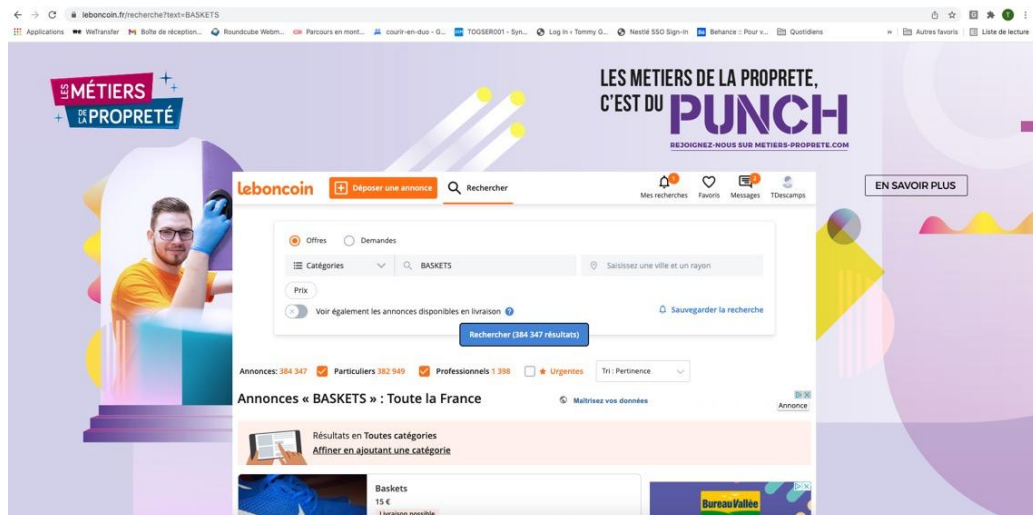 leboncoin.fr/recherche?text=BASKETS
Applications WeTransfer Boîte de réception... Roundcube Webm... Parcours en mont... courir-en-duo - G... TOGSER001 - Syn... Log In ‹ Tommy G... Nestlé SSO Sign-In Behance :: Pour v... Quotidiens » Autres favoris Liste de lecture
LES MÉTIERS DE LA PROPRETÉ
LES METIERS DE LA PROPRETE,
C'EST DU PUNCH
REJOIGNEZ-NOUS SUR METIERS-PROPRETE.COM
EN SAVOIR PLUS
leboncoin Déposer une annonce Rechercher Mes recherches Favoris Messages TDescamps
Offres Demandes
Catégories BASKETS Saisissez une ville et un rayon
Prix
Voir également les annonces disponibles en livraison ? Sauvegarder la recherche
Rechercher (384 347 résultats)
Annonces: 384 347 Particuliers 382 949 Professionnels 1 398 Urgentes Tri : Pertinence
Annonces « BASKETS » : Toute la France Maîtrisez vos données Annonce
Résultats en Toutes catégories
Affiner en ajoutant une catégorie
Baskets
15 €
Livraison possible
Bureau Vallée